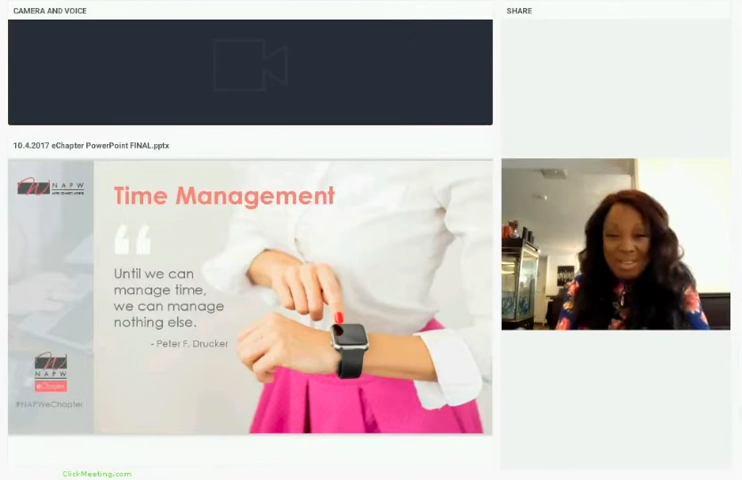 CAMERA AND VOICE
SHARE
10.4.2017 eChapter PowerPoint FINAL.pptx
NAPW
Time Management
“
Until we can
manage time,
we can manage
nothing else.
- Peter F. Drucker
NAPW
eChapter
#NAPWeChapter
ClickMeeting.com